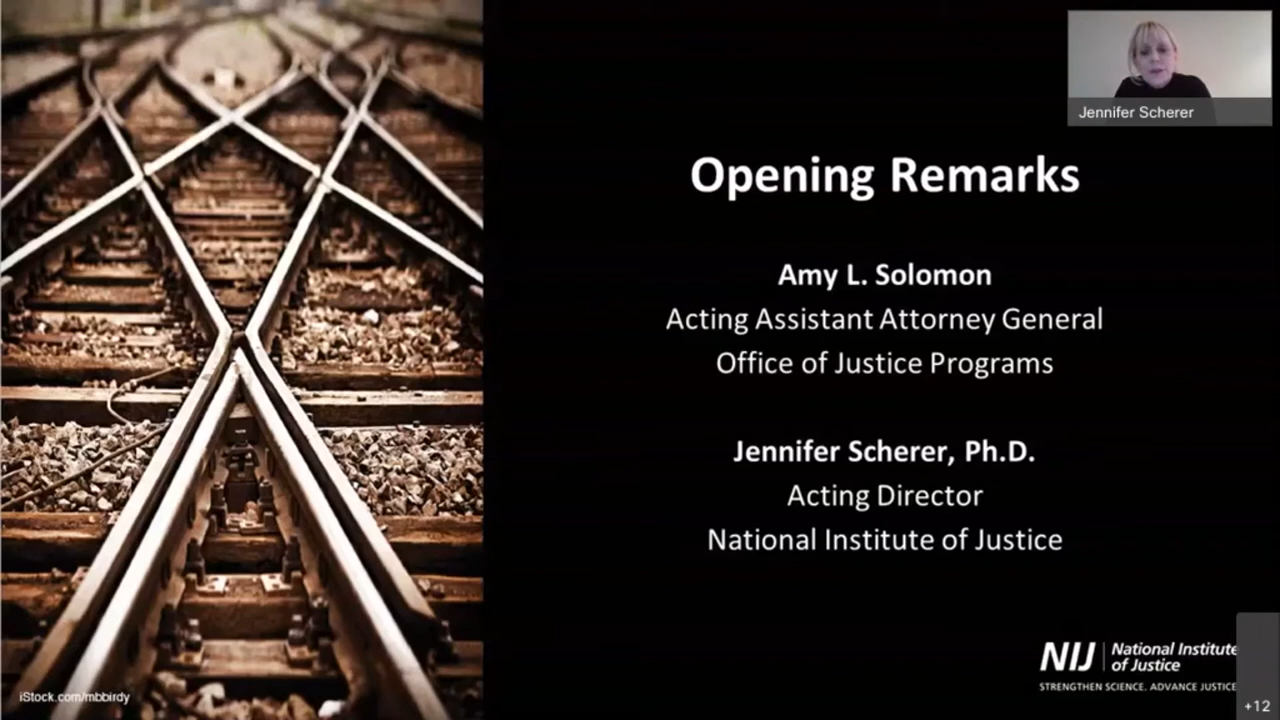 Jennifer Scherer
Opening Remarks
Amy L. Solomon
Acting Assistant Attorney General
Office of Justice Programs
Jennifer Scherer, Ph.D.
Acting Director
National Institute of Justice
NIJ
National Institute
of Justice
STRENGTHEN SCIENCE. ADVANCE JUSTICE
iStock.com/mbbirdy
+12